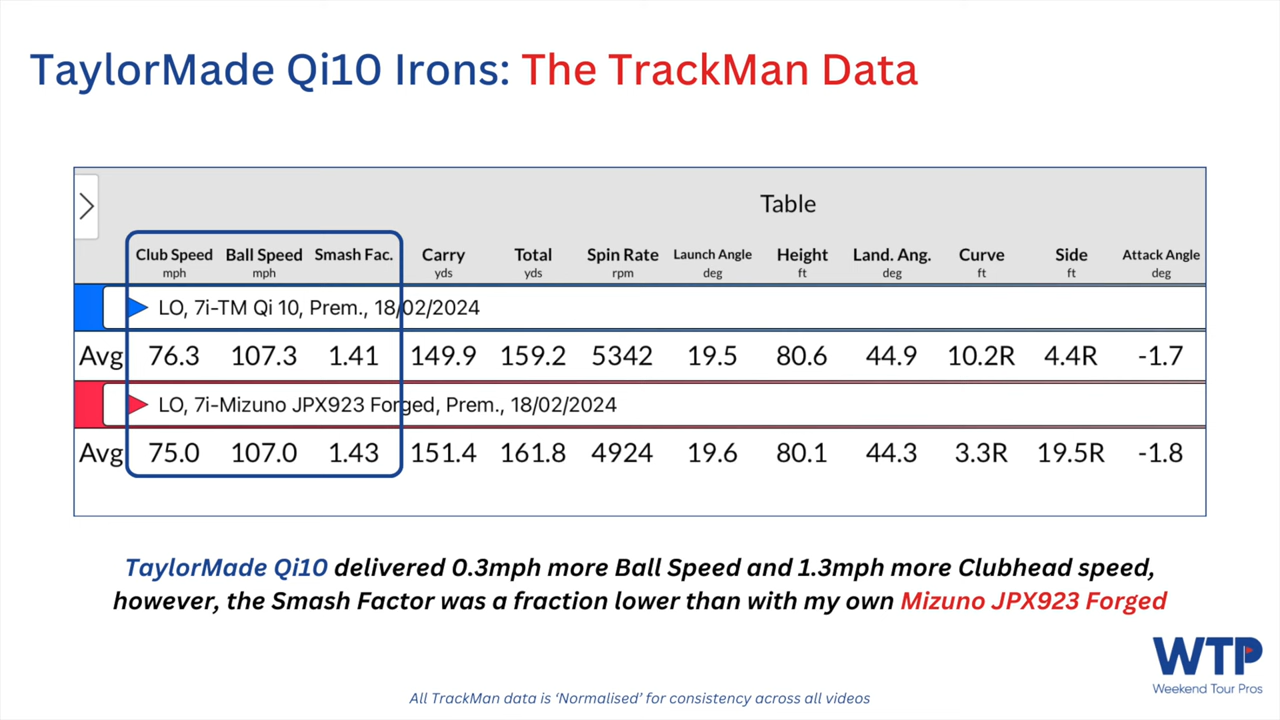 TaylorMade Qi10 Irons: The TrackMan Data
Table
Club Speed Ball Speed Smash Fac. Carry Total Spin Rate Launch Angle Height Land. Ang. Curve Side Attack Angle
mph mph yds yds rpm deg ft deg ft ft deg
LO, 7i-TM Qi 10, Prem., 18/02/2024
Avg 76.3 107.3 1.41 149.9 159.2 5342 19.5 80.6 44.9 10.2R 4.4R -1.7
LO, 7i-Mizuno JPX923 Forged, Prem., 18/02/2024
Avg 75.0 107.0 1.43 151.4 161.8 4924 19.6 80.1 44.3 3.3R 19.5R -1.8
TaylorMade Qi10 delivered 0.3mph more Ball Speed and 1.3mph more Clubhead speed,
however, the Smash Factor was a fraction lower than with my own Mizuno JPX923 Forged
WTP
Weekend Tour Pros
All TrackMan data is ‘Normalised’ for consistency across all videos